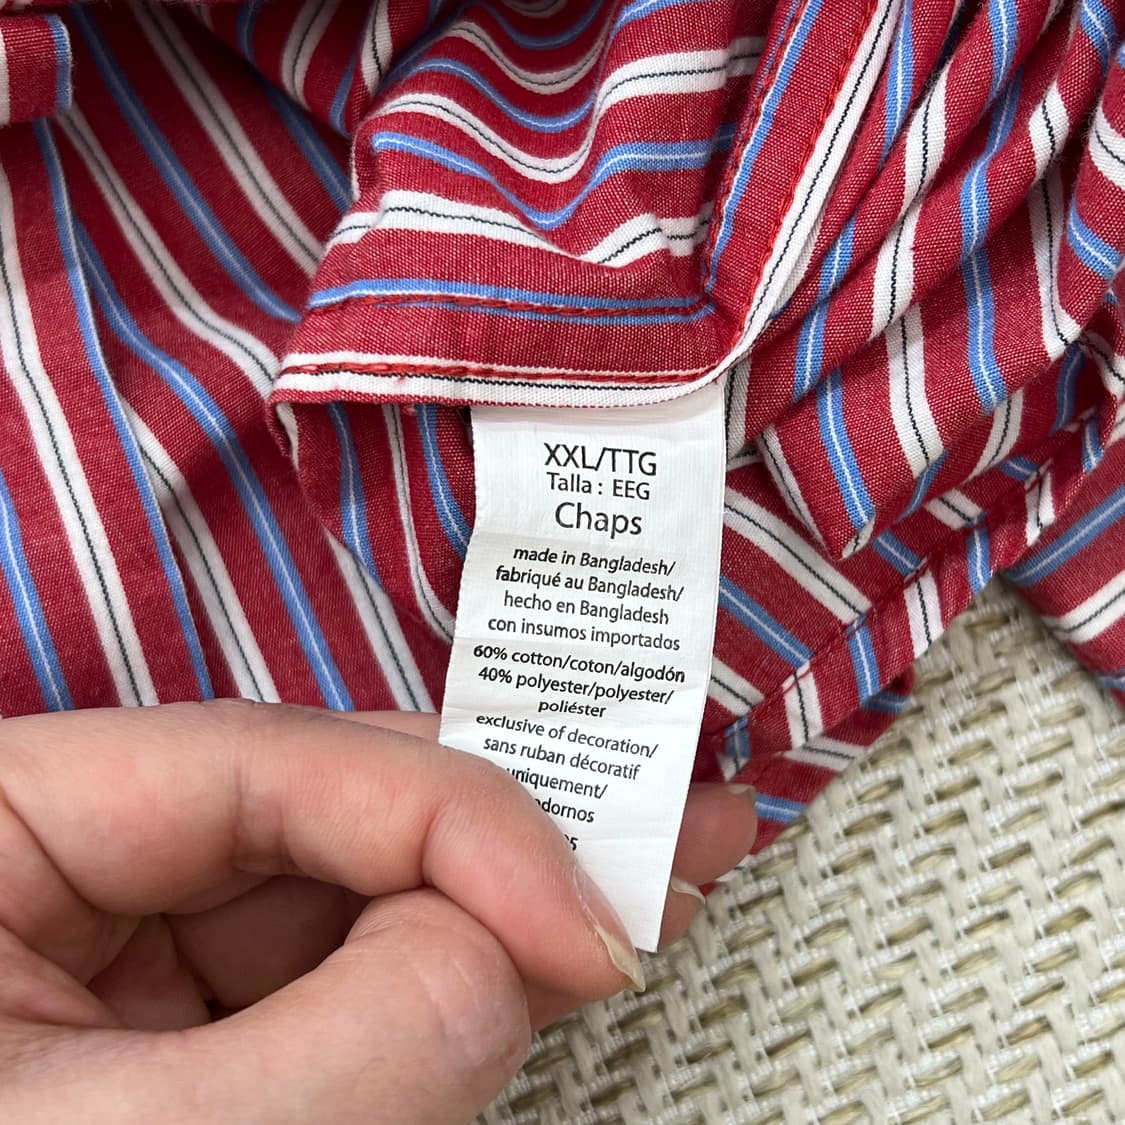 XXL/TTG
Talla : EEG
Chaps
made in Bangladesh/
fabriqué au Bangladesh/
hecho en Bangladesh
con insumos importados
60% cotton/coton/algodón
40% polyester/polyester/
poliéster
exclusive of decoration/
sans ruban décoratif